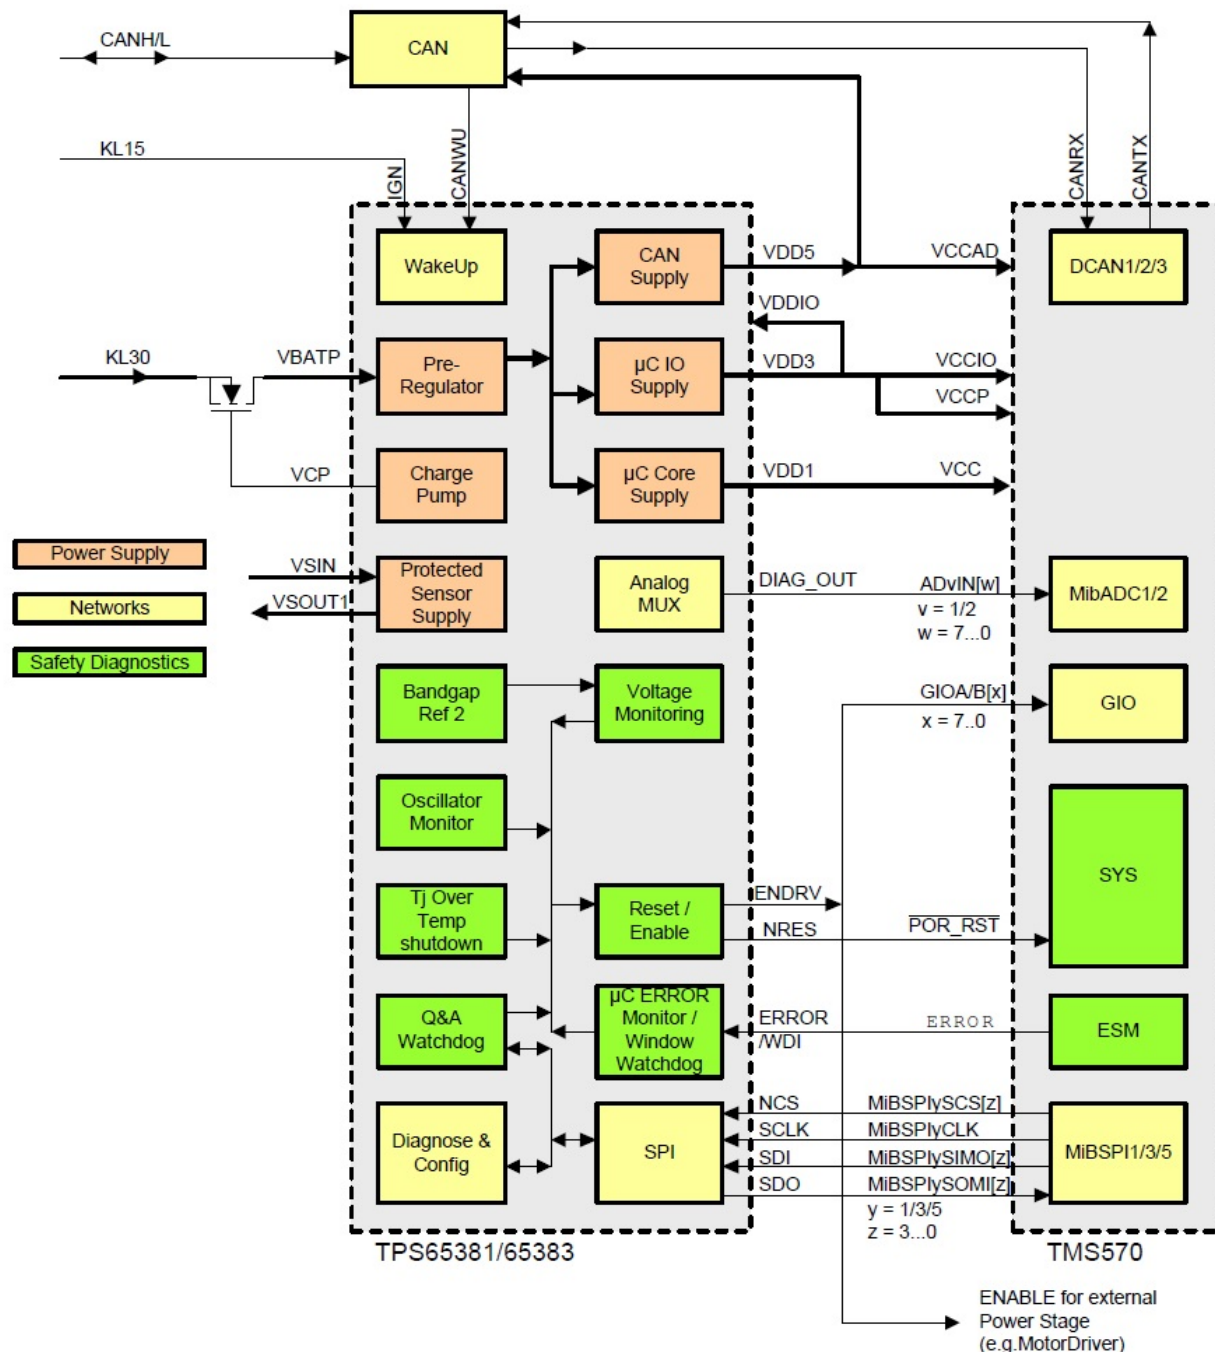 CANH/L
CAN
KL15
IGN
CANWU
CANRX
CANTX
WakeUp
CAN
Supply
VDD5
VCCAD
DCAN1/2/3
VDDIO
KL30
VBATP
Pre-
Regulator
µC IO
Supply
VDD3
VCCIO
VCCP
VCP
Charge
Pump
µC Core
Supply
VDD1
VCC
Power Supply
Networks
Safety Diagnostics
VSIN
VSOUT1
Protected
Sensor
Supply
Analog
MUX
DIAG_OUT
ADvIN[w]
v = 1/2
w = 7...0
MibADC1/2
Bandgap
Ref 2
Voltage
Monitoring
GIOA/B[x]
x = 7..0
GIO
Oscillator
Monitor
SYS
Tj Over
Temp
shutdown
Reset /
Enable
ENDRV
NRES
POR_RST
Q&A
Watchdog
µC ERROR
Monitor /
Window
Watchdog
ERROR
/WDI
ERROR
ESM
Diagnose &
Config
SPI
NCS
SCLK
SDI
SDO
MiBSPIySCS[z]
MiBSPIyCLK
MiBSPIySIMO[z]
MiBSPIySOMI[z]
y = 1/3/5
z = 3...0
MiBSPI1/3/5
TPS65381/65383
TMS570
ENABLE for external
Power Stage
(e.g.MotorDriver)